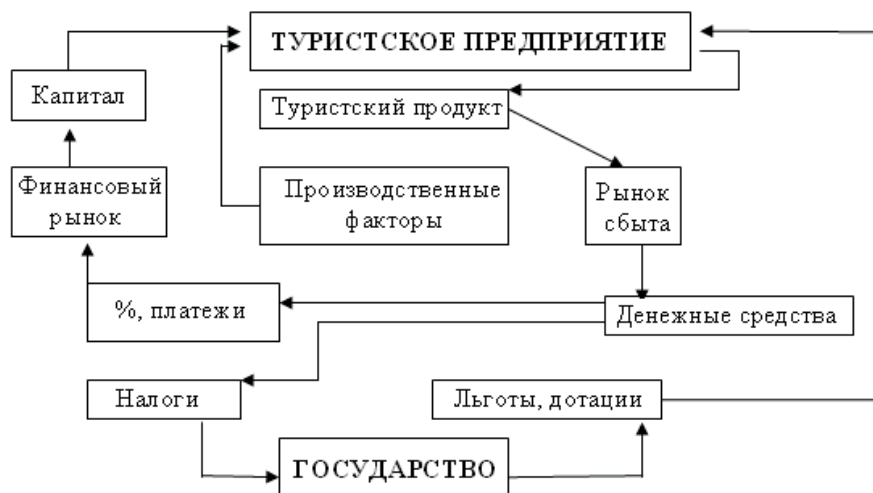 ТУРИСТСКОЕ ПРЕДПРИЯТИЕ
Капитал
Туристский продукт
Финансовый
рынок
Производственные
факторы
Рынок
сбыта
%, платежи
Денежные средства
Налоги
Льготы, дотации
ГОСУДАРСТВО